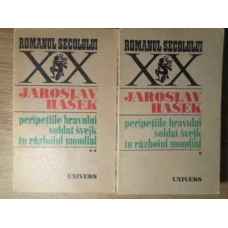 ROMANUL SECOLULUI
XX
JAROSLAV
HAŠEK
peripețiile bravului
soldat švejk
în războiul mondial
**
UNIVERS
ROMANUL SECOLULUI
XX
JAROSLAV
HAŠEK
peripețiile bravului
soldat švejk
în războiul mondial
*
UNIVERS